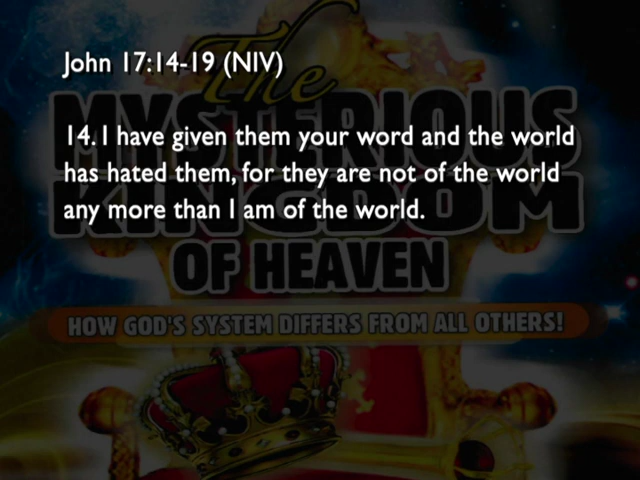 John 17:14-19 (NIV)
14. I have given them your word and the world
has hated them, for they are not of the world
any more than I am of the world.
The
MYSTERIOUS
KINGDOM
OF HEAVEN
HOW GOD'S SYSTEM DIFFERS FROM ALL OTHERS!